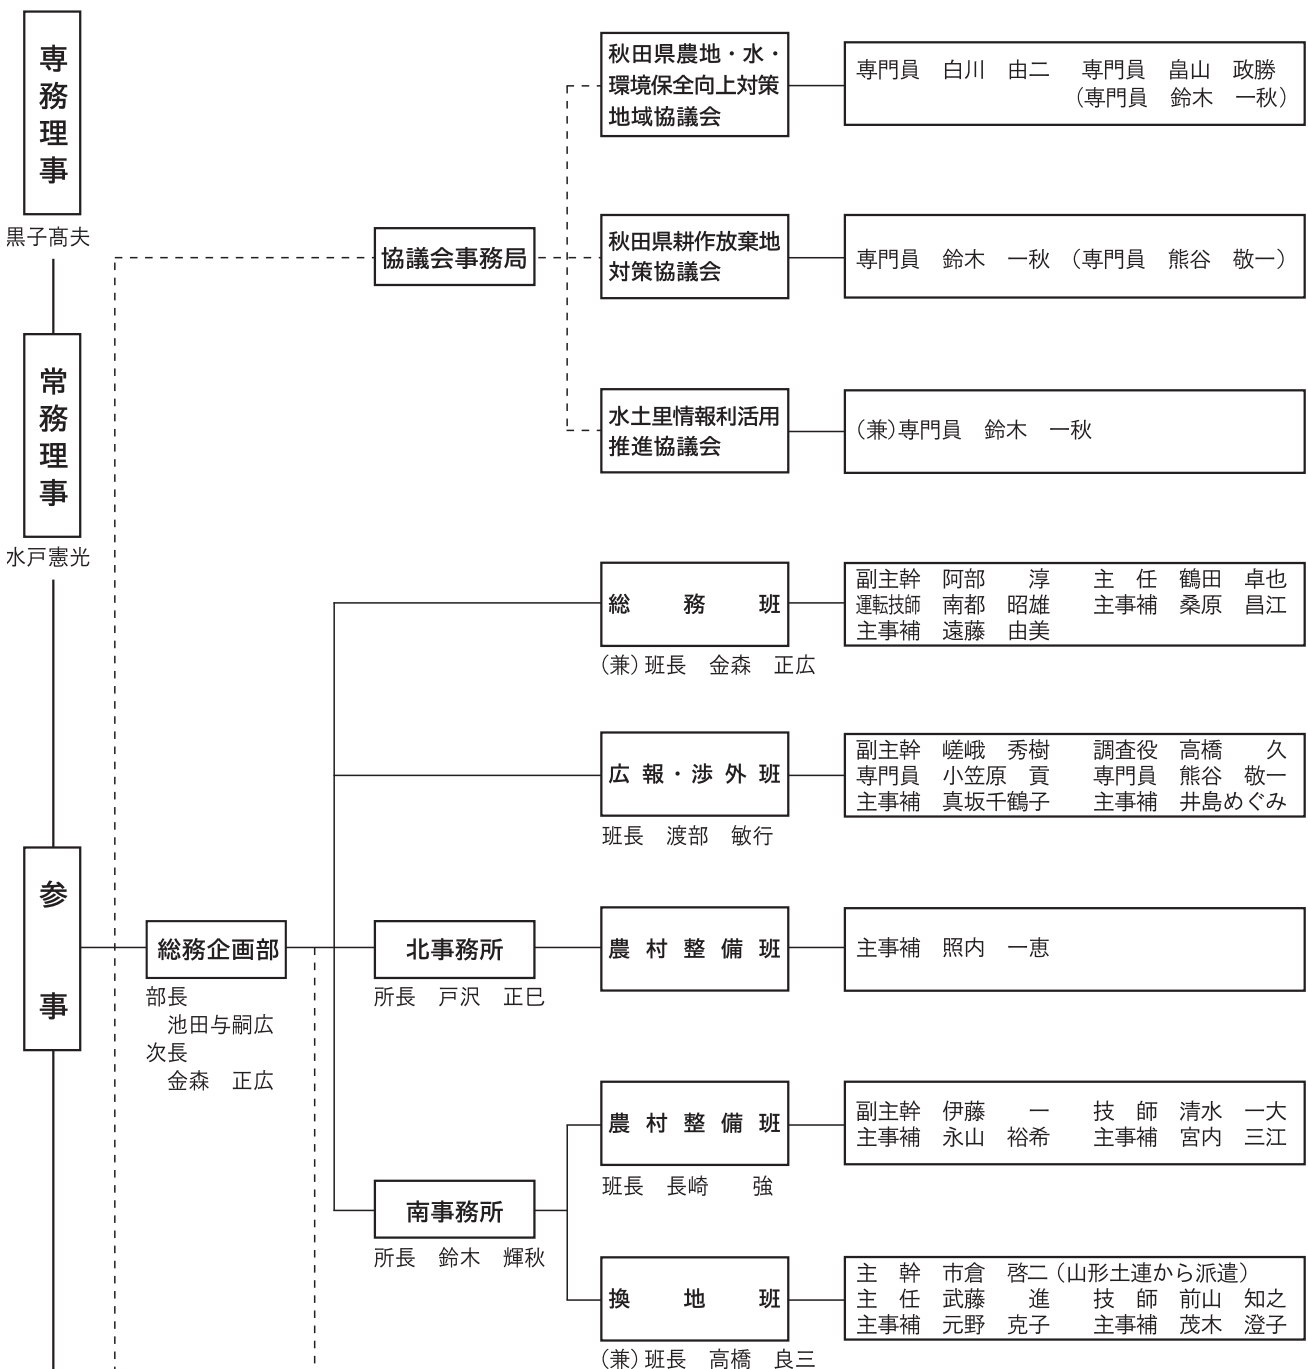 専務理事
黒子髙夫
常務理事
水戸憲光
参事
総務企画部
部長
池田与嗣広
次長
金森　正広
協議会事務局
秋田県農地・水・
環境保全向上対策
地域協議会
専門員　白川　由二　専門員　畠山　政勝
（専門員　鈴木　一秋）
秋田県耕作放棄地
対策協議会
専門員　鈴木　一秋　（専門員　熊谷　敬一）
水土里情報利活用
推進協議会
（兼）専門員　鈴木　一秋
総務班
（兼）班長　金森　正広
副主幹　阿部　淳　主　任　鶴田　卓也
運転技師　南都　昭雄　主事補　桑原　昌江
主事補　遠藤　由美
広報・渉外班
班長　渡部　敏行
副主幹　嵯峨　秀樹　調査役　高橋　久
専門員　小笠原　貢　専門員　熊谷　敬一
主事補　真坂千鶴子　主事補　井島めぐみ
北事務所
所長　戸沢　正巳
農村整備班
主事補　照内　一恵
南事務所
所長　鈴木　輝秋
農村整備班
班長　長崎　強
副主幹　伊藤　一　技　師　清水　一大
主事補　永山　裕希　主事補　宮内　三江
換地班
（兼）班長　高橋　良三
主　幹　市倉　啓二（山形土連から派遣）
主　任　武藤　進　技　師　前山　知之
主事補　元野　克子　主事補　茂木　澄子